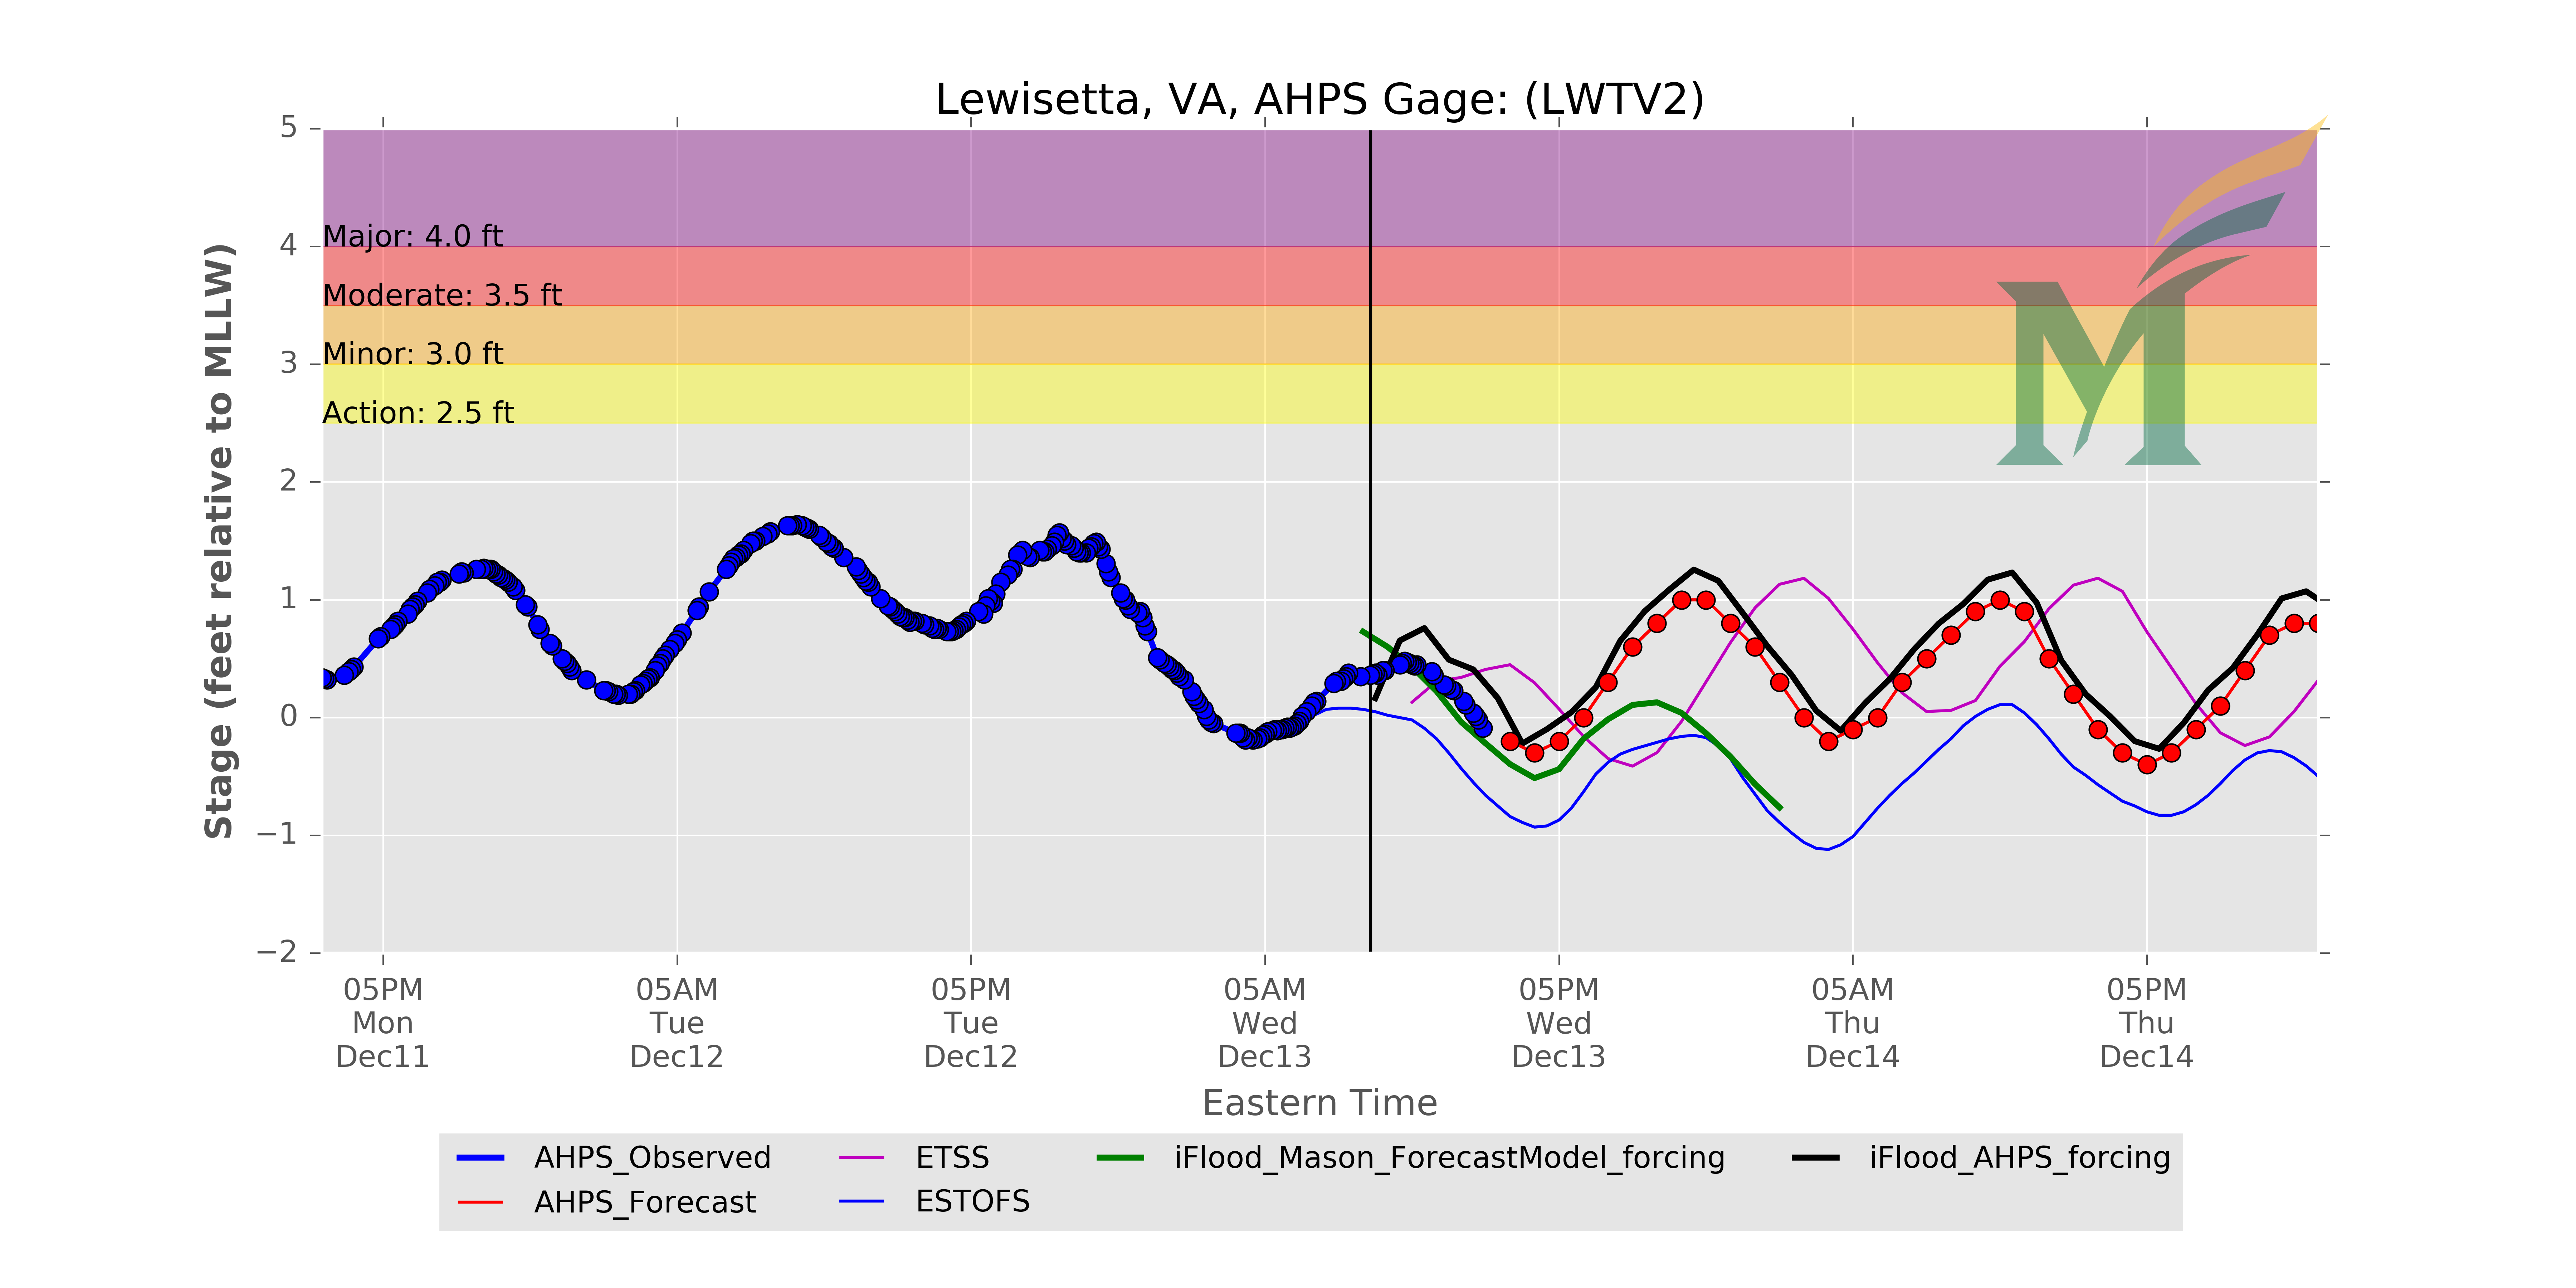 Lewisetta, VA, AHPS Gage: (LWTV2)
Stage (feet relative to MLLW)
5
4
3
2
1
0
−1
−2
Major: 4.0 ft
Moderate: 3.5 ft
Minor: 3.0 ft
Action: 2.5 ft
M
05PM 05AM 05PM 05AM 05PM 05AM 05PM
Mon Tue Tue Wed Wed Thu Thu
Dec11 Dec12 Dec12 Dec13 Dec13 Dec14 Dec14
Eastern Time
AHPS_Observed ETSS iFlood_Mason_ForecastModel_forcing iFlood_AHPS_forcing
AHPS_Forecast ESTOFS